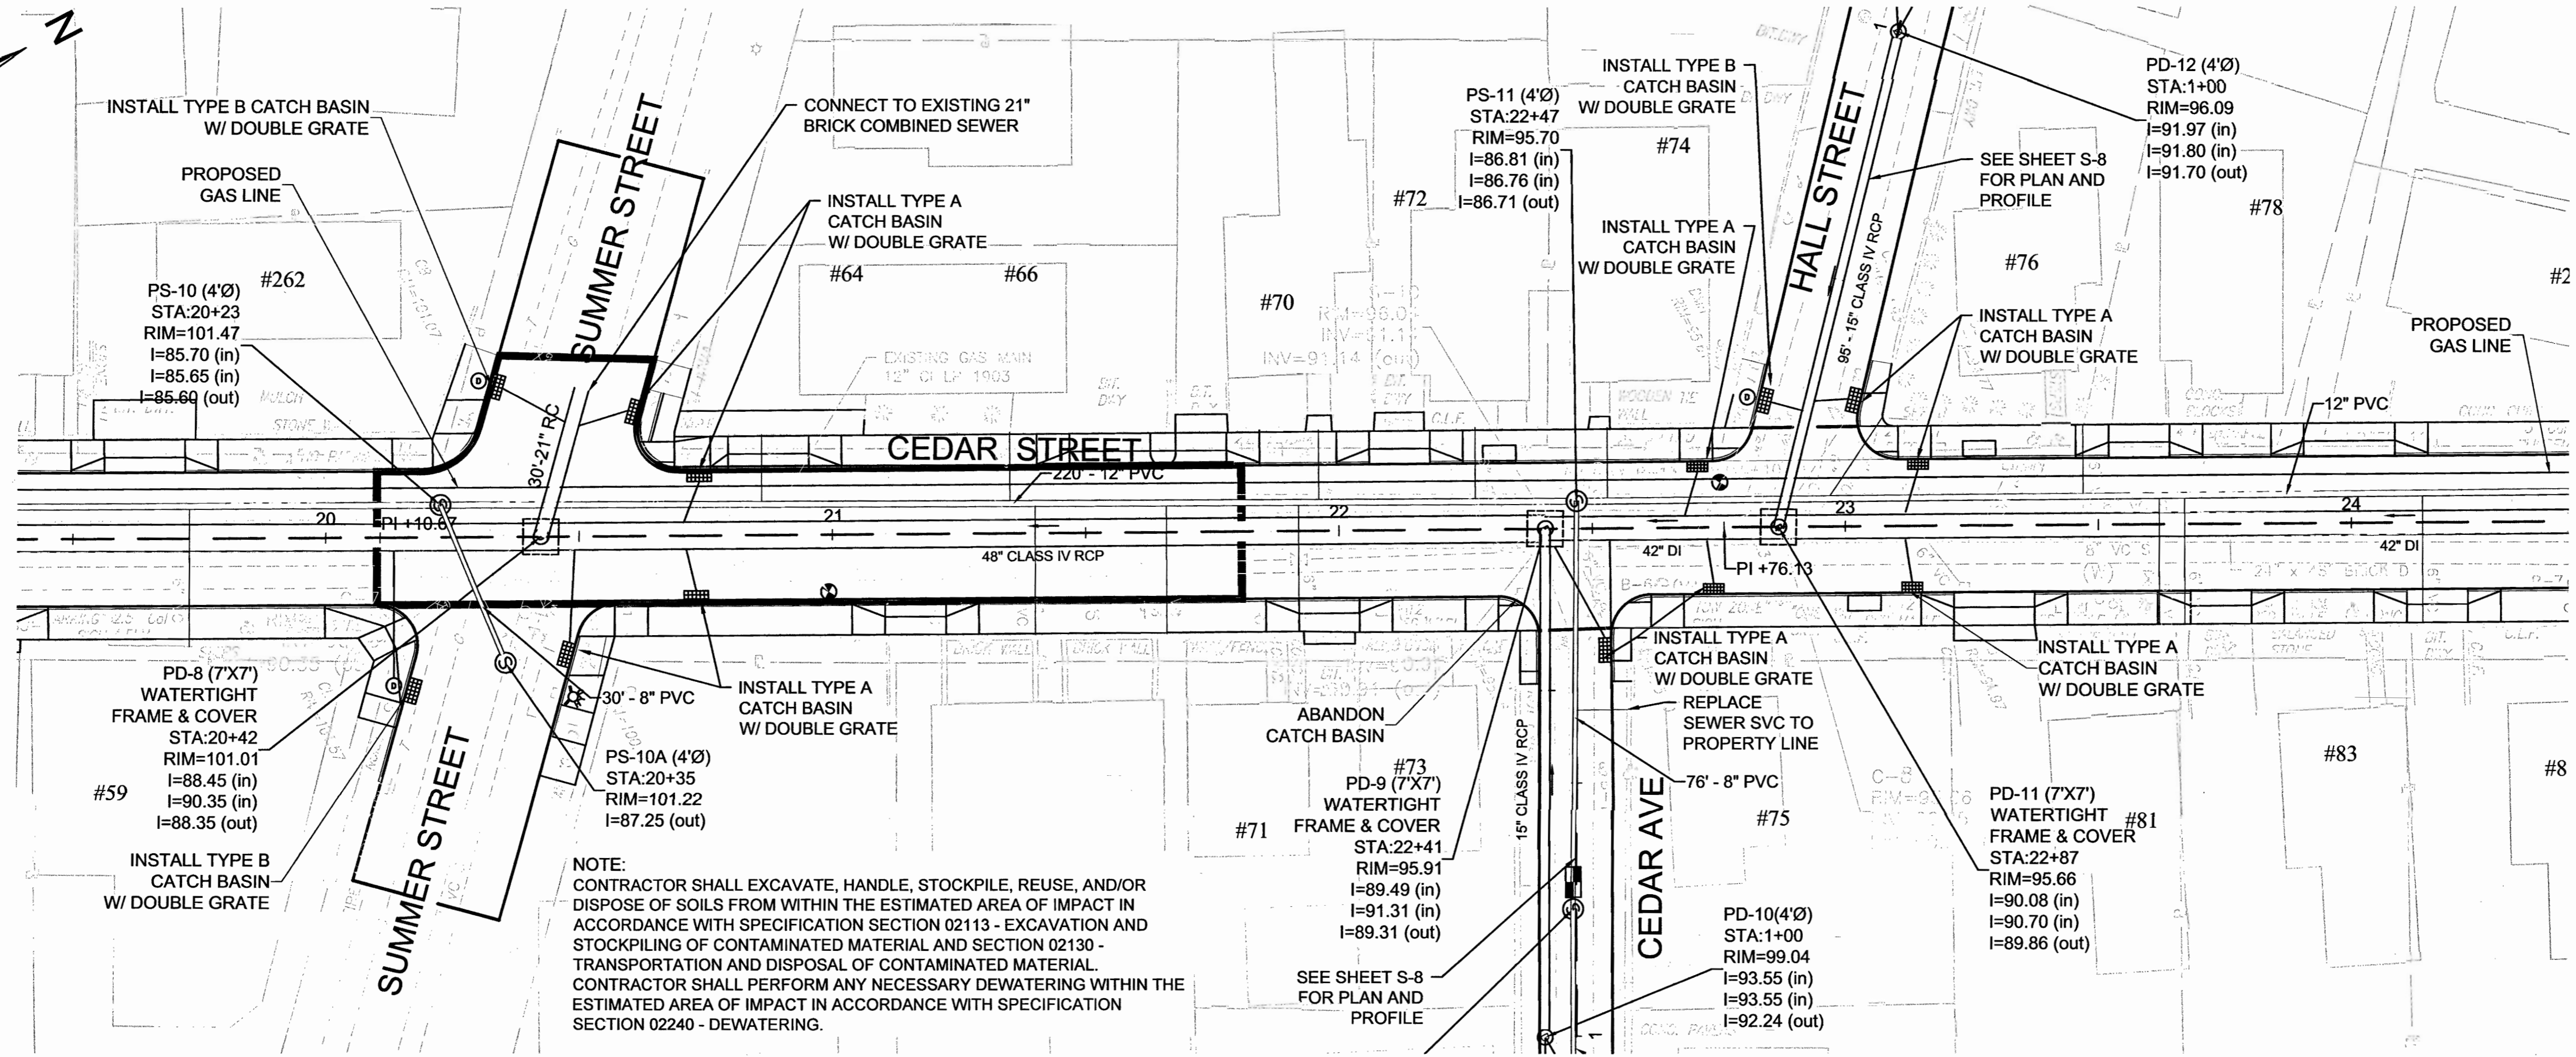 N
INSTALL TYPE B CATCH BASIN
W/ DOUBLE GRATE
PROPOSED
GAS LINE
#262
PS-10 (4'Ø)
STA:20+23
RIM=101.47
I=85.70 (in)
I=85.65 (in)
I=85.60 (out)
MULCH
SUMMER STREET
SUMMER STREET
CONNECT TO EXISTING 21"
BRICK COMBINED SEWER
INSTALL TYPE A
CATCH BASIN
W/ DOUBLE GRATE
#64
#66
EXISTING GAS MAIN
12" CI LP 1903
#70
INV=91.14 (out)
BIT.
DWY
BIT.
DWY
C.L.F.
#72
PS-11 (4'Ø)
STA:22+47
RIM=95.70
I=86.81 (in)
I=86.76 (in)
I=86.71 (out)
INSTALL TYPE B
CATCH BASIN
W/ DOUBLE GRATE
#74
INSTALL TYPE A
CATCH BASIN
W/ DOUBLE GRATE
HALL STREET
1
95' - 15" CLASS IV RCP
PD-12 (4'Ø)
STA:1+00
RIM=96.09
I=91.97 (in)
I=91.80 (in)
I=91.70 (out)
SEE SHEET S-8
FOR PLAN AND
PROFILE
#78
#76
INSTALL TYPE A
CATCH BASIN
W/ DOUBLE GRATE
#2
PROPOSED
GAS LINE
12" PVC
D
D
30'-21" RC
CEDAR STREET
220' - 12" PVC
S
S
20
PI +10.67
21
22
23
24
48" CLASS IV RCP
42" DI
PI +76.13
42" DI
8" VC S
(W)
D
S
PD-8 (7'X7')
WATERTIGHT
FRAME & COVER
STA:20+42
RIM=101.01
I=88.45 (in)
I=90.35 (in)
I=88.35 (out)
#59
INSTALL TYPE B
CATCH BASIN
W/ DOUBLE GRATE
SUMMER STREET
30' - 8" PVC
PS-10A (4'Ø)
STA:20+35
RIM=101.22
I=87.25 (out)
INSTALL TYPE A
CATCH BASIN
W/ DOUBLE GRATE
NOTE:
CONTRACTOR SHALL EXCAVATE, HANDLE, STOCKPILE, REUSE, AND/OR
DISPOSE OF SOILS FROM WITHIN THE ESTIMATED AREA OF IMPACT IN
ACCORDANCE WITH SPECIFICATION SECTION 02113 - EXCAVATION AND
STOCKPILING OF CONTAMINATED MATERIAL AND SECTION 02130 -
TRANSPORTATION AND DISPOSAL OF CONTAMINATED MATERIAL.
CONTRACTOR SHALL PERFORM ANY NECESSARY DEWATERING WITHIN THE
ESTIMATED AREA OF IMPACT IN ACCORDANCE WITH SPECIFICATION
SECTION 02240 - DEWATERING.
#71
ABANDON
CATCH BASIN
#73
PD-9 (7'X7')
WATERTIGHT
FRAME & COVER
STA:22+41
RIM=95.91
I=89.49 (in)
I=91.31 (in)
I=89.31 (out)
SEE SHEET S-8
FOR PLAN AND
PROFILE
15" CLASS IV RCP
1
INSTALL TYPE A
CATCH BASIN
W/ DOUBLE GRATE
REPLACE
SEWER SVC TO
PROPERTY LINE
76' - 8" PVC
#75
CEDAR AVE
PD-10(4'Ø)
STA:1+00
RIM=99.04
I=93.55 (in)
I=93.55 (in)
I=92.24 (out)
C-8
INSTALL TYPE A
CATCH BASIN
W/ DOUBLE GRATE
PD-11 (7'X7')
WATERTIGHT
FRAME & COVER
STA:22+87
RIM=95.66
I=90.08 (in)
I=90.70 (in)
I=89.86 (out)
#81
#83
#8